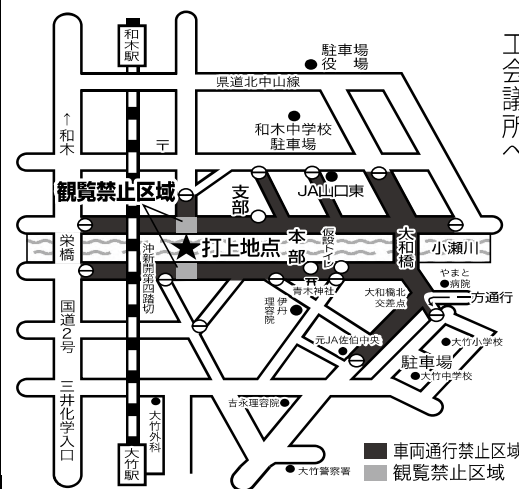 工会議所へ
和木駅
駐車場
役場
県道北中山線
↑和木
〒
和木中学校
駐車場
観覧禁止区域
支部
JA山口東
栄橋
沖新開第四踏切
★打上地点
本部
仮設トイレ
大和橋
小瀬川
やまと
病院
青木神社
大和橋北
交差点
一方通行
伊丹
理容院
国道2号
元JA佐伯中央
大竹小学校
駐車場
大竹中学校
三井化学入口
大竹外科
吉永理容院
大竹駅
大竹警察署
車両通行禁止区域
観覧禁止区域